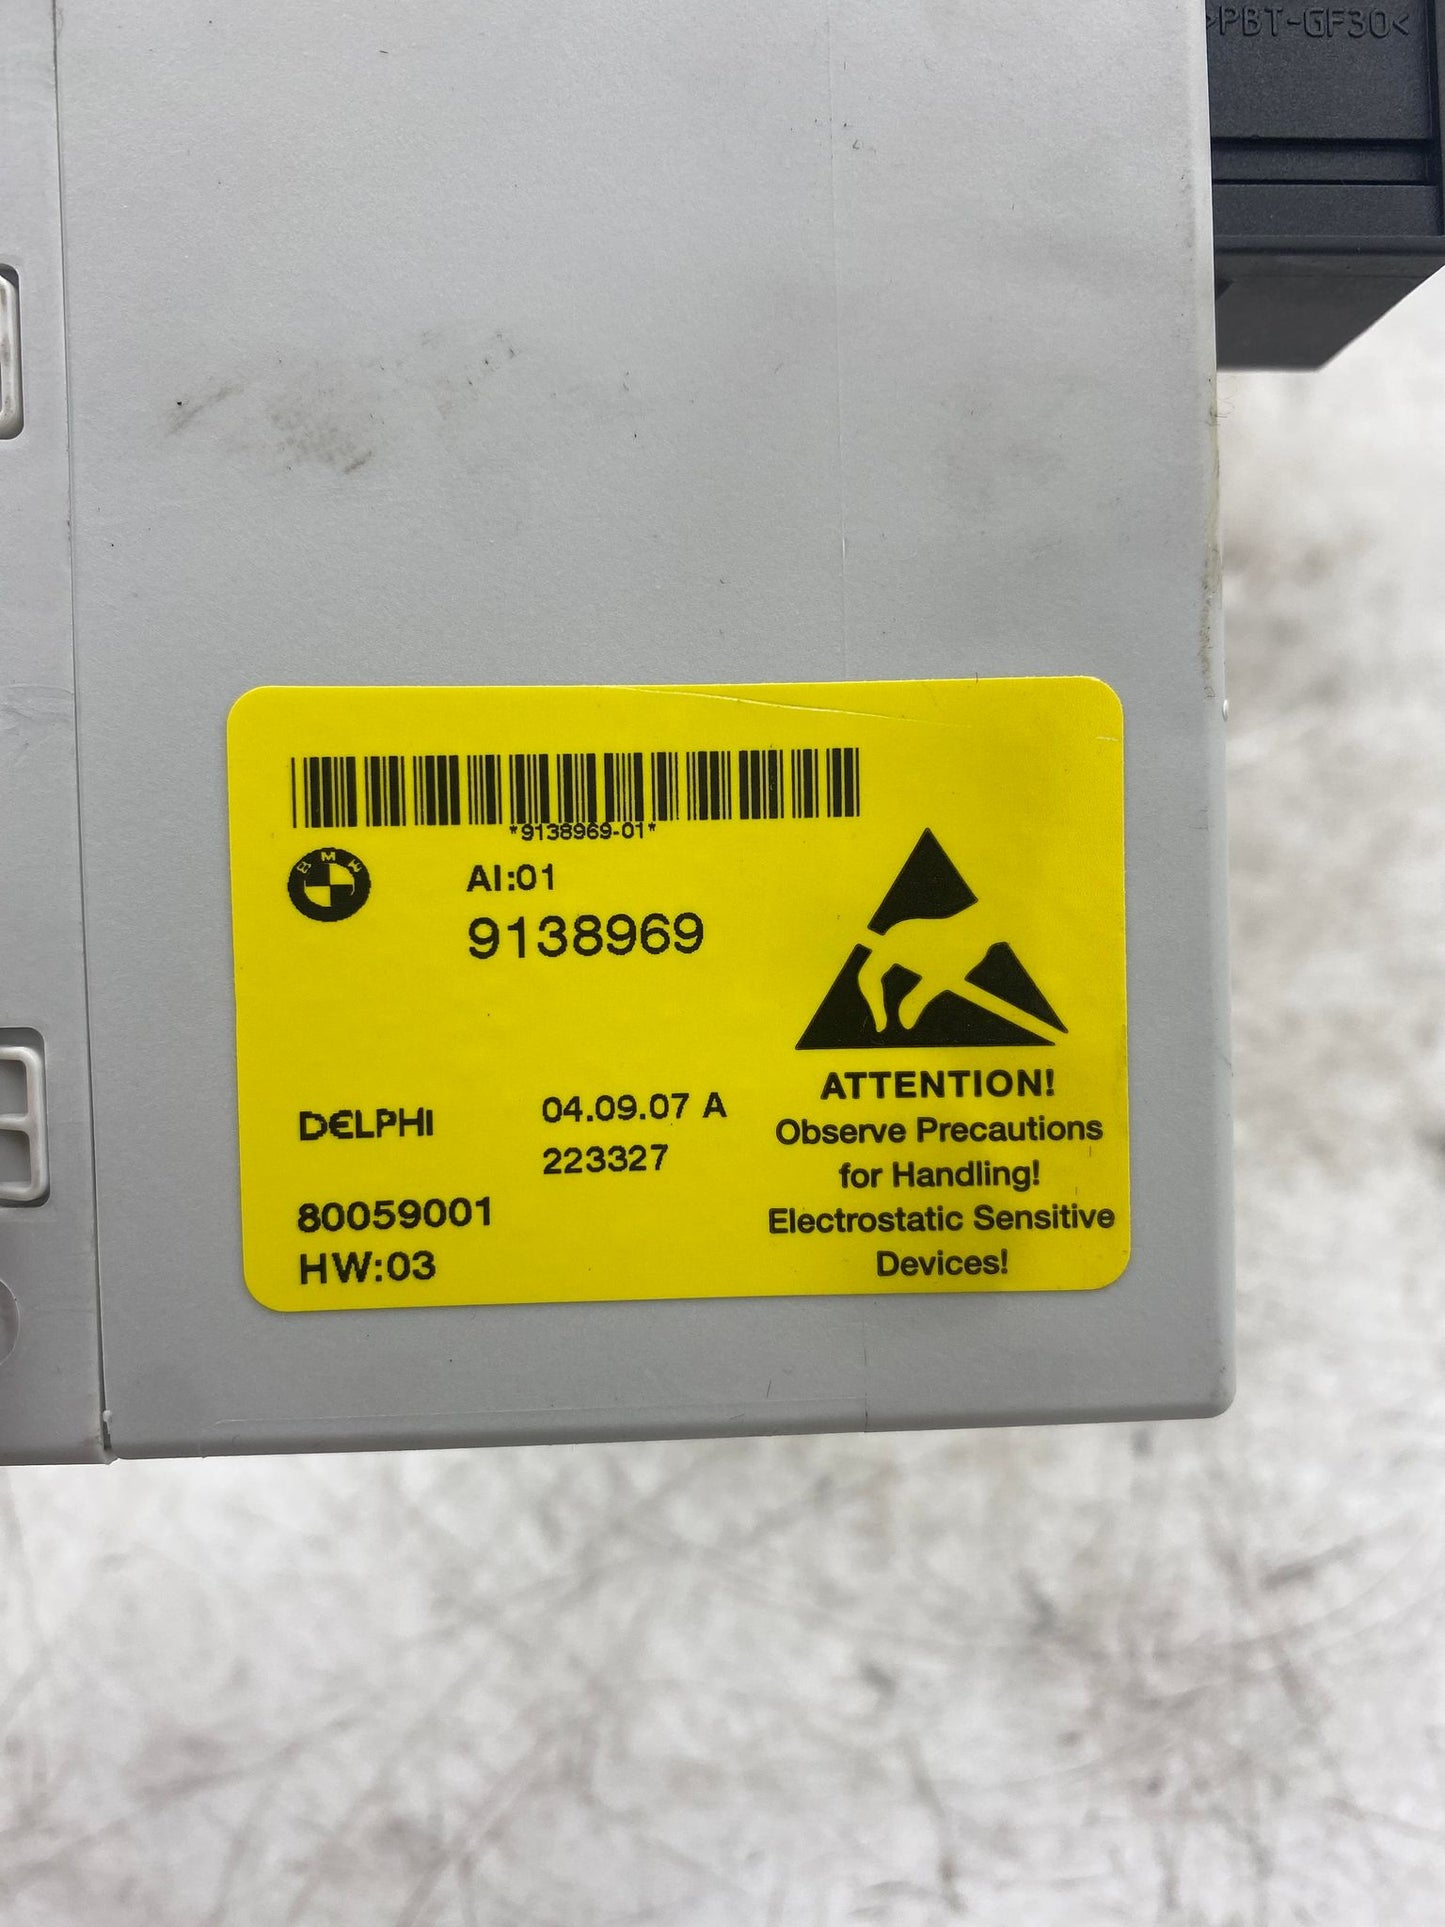 >PBT-GF30<
*9138969-01*
BMW
AI:01
9138969
DELPHI
04.09.07 A
223327
80059001
HW:03
ATTENTION!
Observe Precautions
for Handling!
Electrostatic Sensitive
Devices!